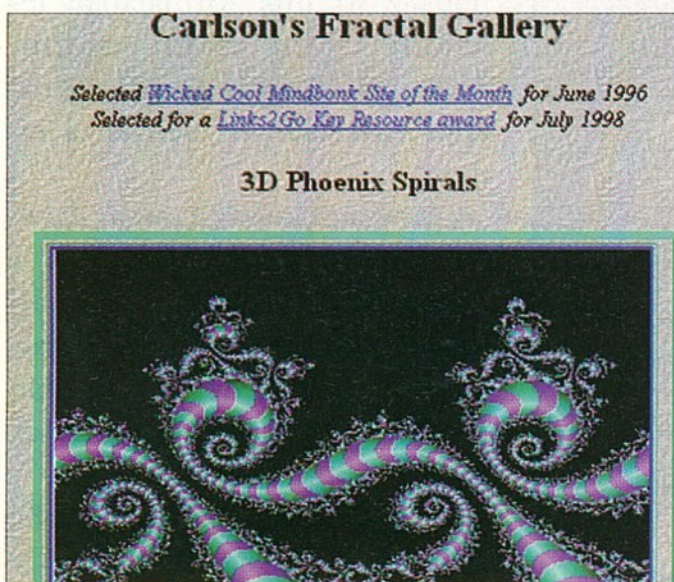 Carlson's Fractal Gallery
Selected Wicked Cool Mindbonk Site of the Month for June 1996
Selected for a Links2Go Key Resource award for July 1998
3D Phoenix Spirals